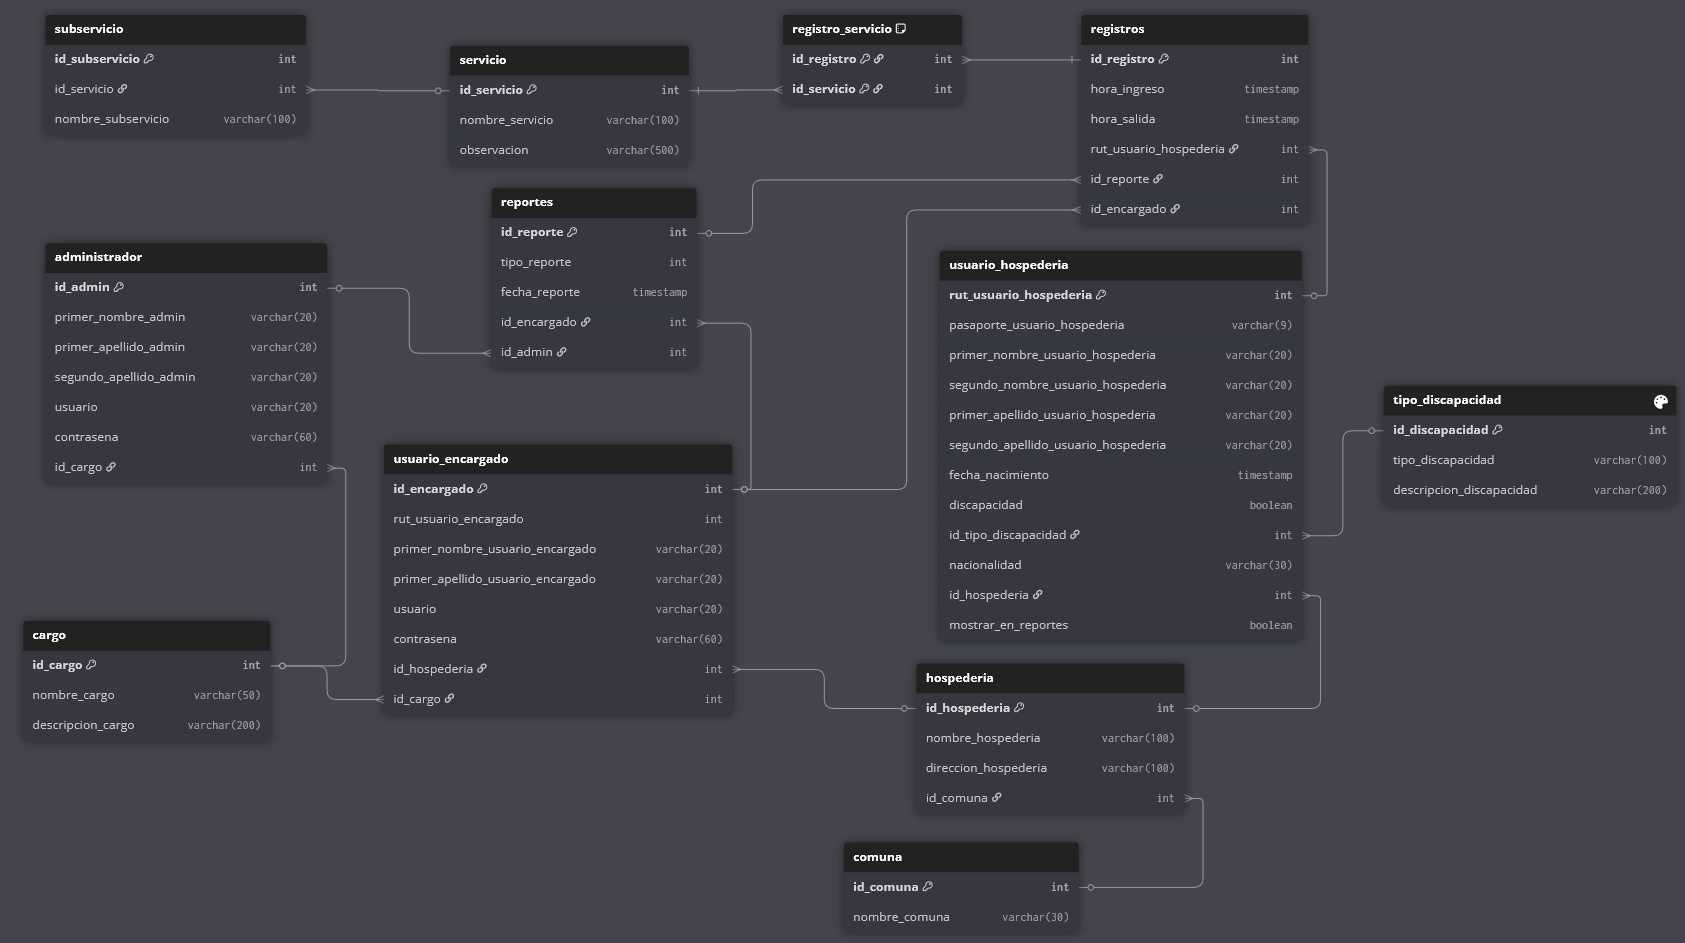 subservicio
id_subservicio int
id_servicio int
nombre_subservicio varchar(100)
servicio
id_servicio int
nombre_servicio varchar(100)
observacion varchar(500)
registro_servicio
id_registro int
id_servicio int
registros
id_registro int
hora_ingreso timestamp
hora_salida timestamp
rut_usuario_hospederia int
id_reporte int
id_encargado int
reportes
id_reporte int
tipo_reporte int
fecha_reporte timestamp
id_encargado int
id_admin int
administrador
id_admin int
primer_nombre_admin varchar(20)
primer_apellido_admin varchar(20)
segundo_apellido_admin varchar(20)
usuario varchar(20)
contrasena varchar(60)
id_cargo int
usuario_hospederia
rut_usuario_hospederia int
pasaporte_usuario_hospederia varchar(9)
primer_nombre_usuario_hospederia varchar(20)
segundo_nombre_usuario_hospederia varchar(20)
primer_apellido_usuario_hospederia varchar(20)
segundo_apellido_usuario_hospederia varchar(20)
fecha_nacimiento timestamp
discapacidad boolean
id_tipo_discapacidad int
nacionalidad varchar(30)
id_hospederia int
mostrar_en_reportes boolean
tipo_discapacidad
id_discapacidad int
tipo_discapacidad varchar(100)
descripcion_discapacidad varchar(200)
usuario_encargado
id_encargado int
rut_usuario_encargado int
primer_nombre_usuario_encargado varchar(20)
primer_apellido_usuario_encargado varchar(20)
usuario varchar(20)
contrasena varchar(60)
id_hospederia int
id_cargo int
cargo
id_cargo int
nombre_cargo varchar(50)
descripcion_cargo varchar(200)
hospederia
id_hospederia int
nombre_hospederia varchar(100)
direccion_hospederia varchar(100)
id_comuna int
comuna
id_comuna int
nombre_comuna varchar(30)